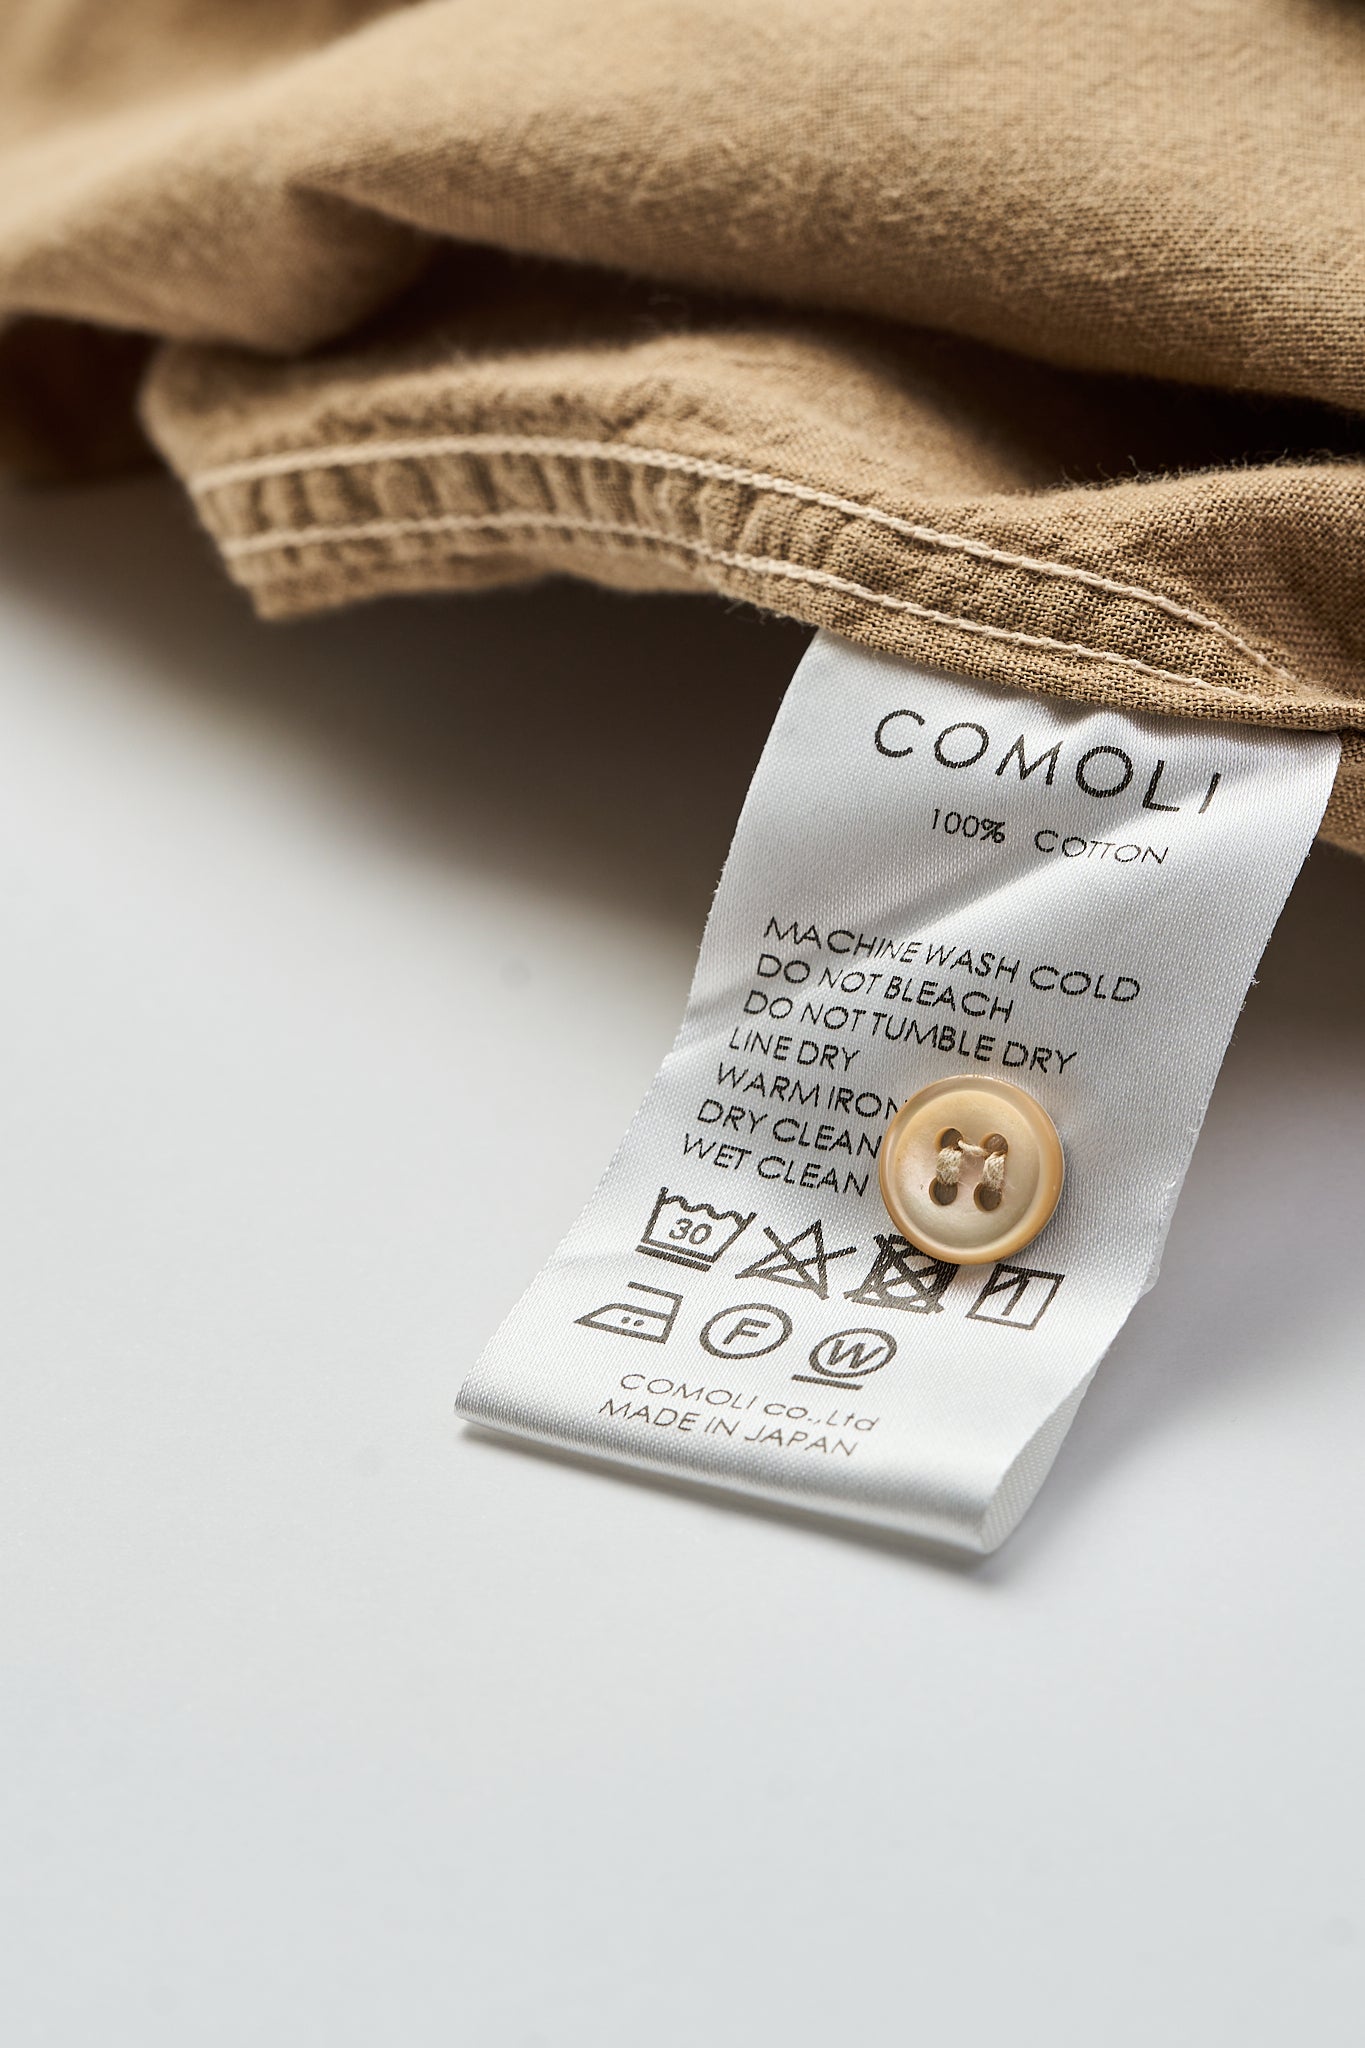 COMOLI
100% COTTON
MACHINE WASH COLD
DO NOT BLEACH
DO NOT TUMBLE DRY
LINE DRY
WARM IRON
DRY CLEAN
WET CLEAN
30
F W
COMOLI co.,Ltd
MADE IN JAPAN